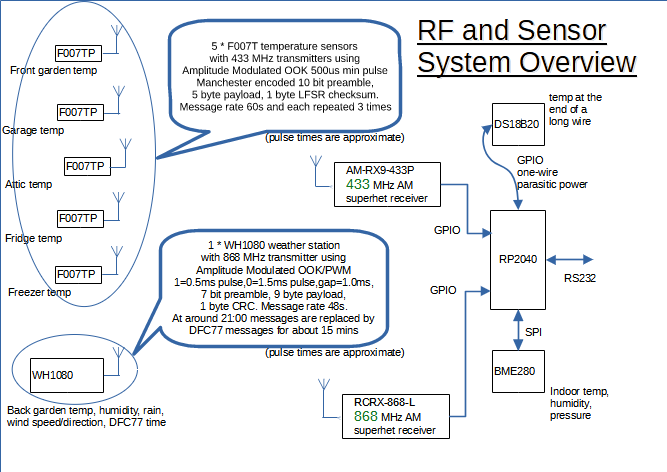 RF and Sensor
System Overview
F007TP
Front garden temp
F007TP
Garage temp
F007TP
Attic temp
F007TP
Fridge temp
F007TP
Freezer temp
5 * F007T temperature sensors
with 433 MHz transmitters using
Amplitude Modulated OOK 500us min pulse
Manchester encoded 10 bit preamble,
5 byte payload, 1 byte LFSR checksum.
Message rate 60s and each repeated 3 times
(pulse times are approximate)
AM-RX9-433P
433 MHz AM
superhet receiver
GPIO
DS18B20
temp at the
end of a
long wire
GPIO
one-wire
parasitic power
RP2040
RS232
SPI
BME280
Indoor temp,
humidity,
pressure
1 * WH1080 weather station
with 868 MHz transmitter using
Amplitude Modulated OOK/PWM
1=0.5ms pulse,0=1.5ms pulse,gap=1.0ms,
7 bit preamble, 9 byte payload,
1 byte CRC. Message rate 48s.
At around 21:00 messages are replaced by
DFC77 messages for about 15 mins
(pulse times are approximate)
GPIO
RCRX-868-L
868 MHz AM
superhet receiver
WH1080
Back garden temp, humidity, rain,
wind speed/direction, DFC77 time